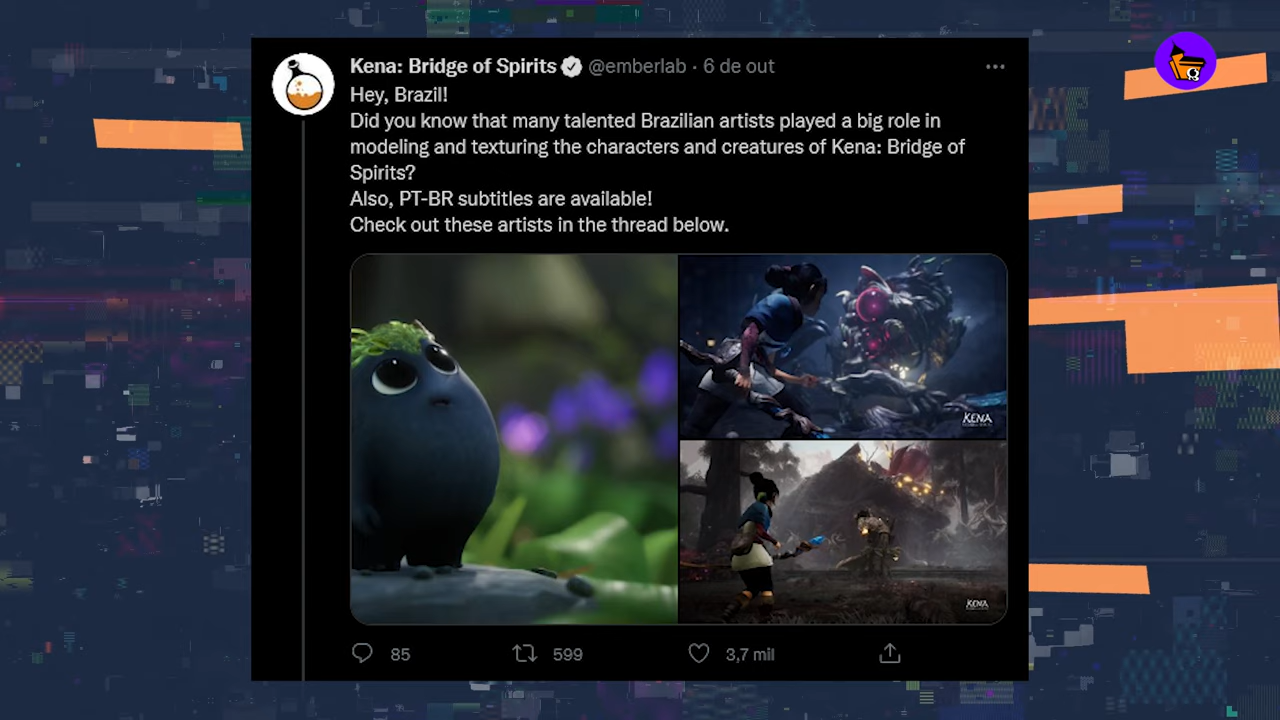 Kena: Bridge of Spirits @emberlab · 6 de out
Hey, Brazil!
Did you know that many talented Brazilian artists played a big role in
modeling and texturing the characters and creatures of Kena: Bridge of
Spirits?
Also, PT-BR subtitles are available!
Check out these artists in the thread below.
KENA
KENA
85 599 3,7 mil